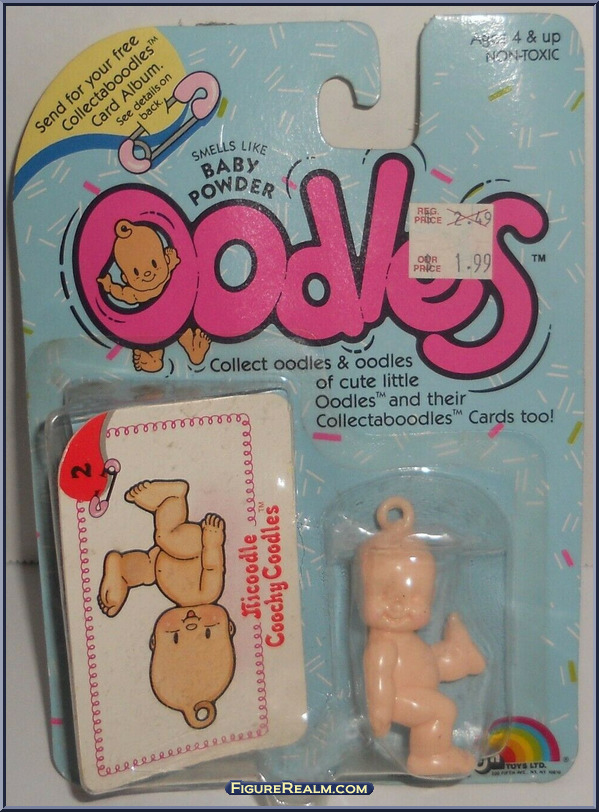 Send for your free
Collectaboodles™
Card Album.
See details on
back.
Ages 4 & up
NON-TOXIC
SMELLS LIKE
BABY
POWDER
Oodles™
REG. PRICE 2.49
OUR PRICE 1.99
Collect oodles & oodles
of cute little
Oodles™ and their
Collectaboodles™ Cards too!
2
Kicoodle™
Coochy Coodles
TOYS LTD.
FIGUREREALM.COM